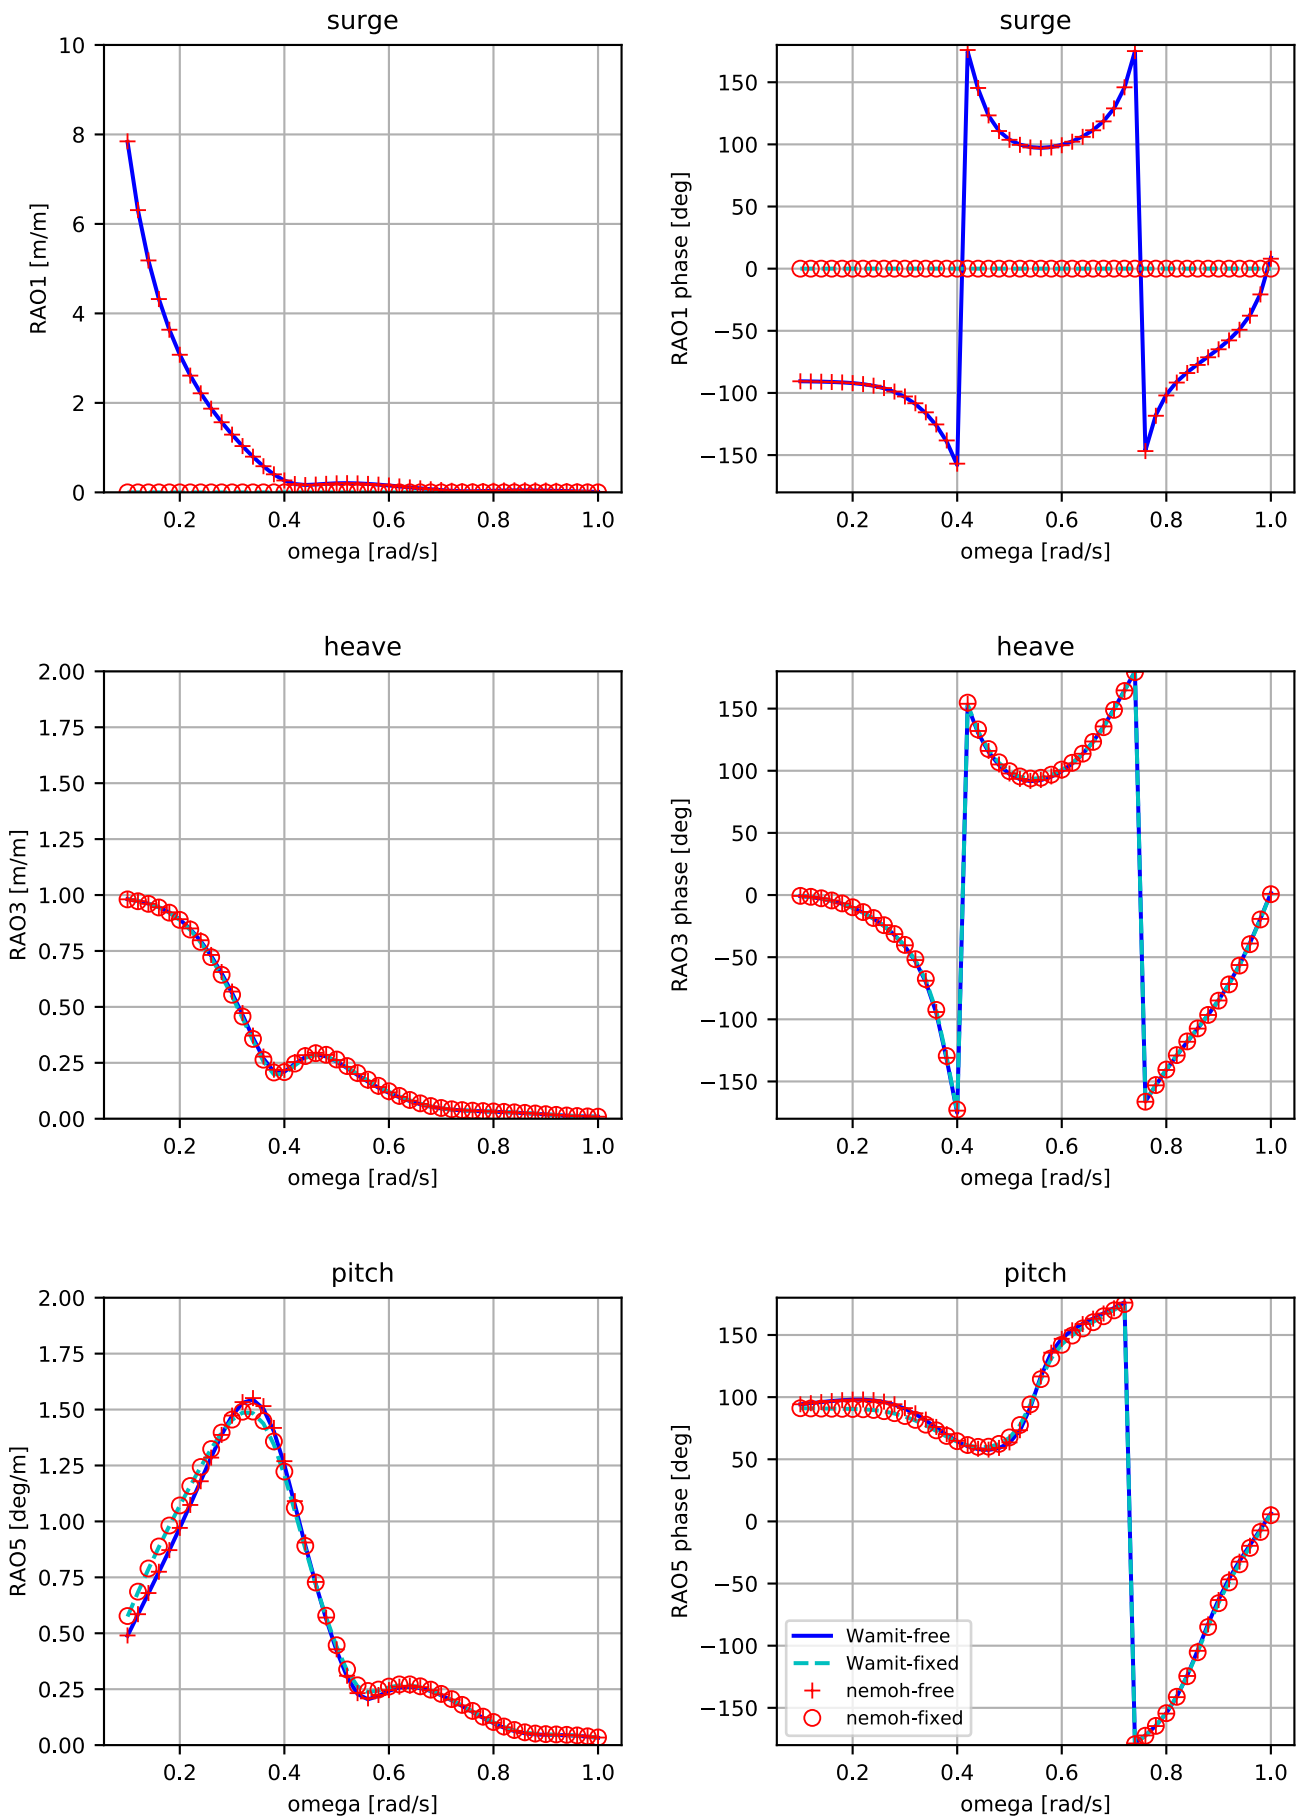 surge
10
8
6
4
2
0
RAO1 [m/m]
0.2 0.4 0.6 0.8 1.0
omega [rad/s]
surge
150
100
50
0
−50
−100
−150
RAO1 phase [deg]
0.2 0.4 0.6 0.8 1.0
omega [rad/s]
heave
2.00
1.75
1.50
1.25
1.00
0.75
0.50
0.25
0.00
RAO3 [m/m]
0.2 0.4 0.6 0.8 1.0
omega [rad/s]
heave
150
100
50
0
−50
−100
−150
RAO3 phase [deg]
0.2 0.4 0.6 0.8 1.0
omega [rad/s]
pitch
2.00
1.75
1.50
1.25
1.00
0.75
0.50
0.25
0.00
RAO5 [deg/m]
0.2 0.4 0.6 0.8 1.0
omega [rad/s]
pitch
150
100
50
0
−50
−100
−150
RAO5 phase [deg]
Wamit-free
Wamit-fixed
nemoh-free
nemoh-fixed
0.2 0.4 0.6 0.8 1.0
omega [rad/s]